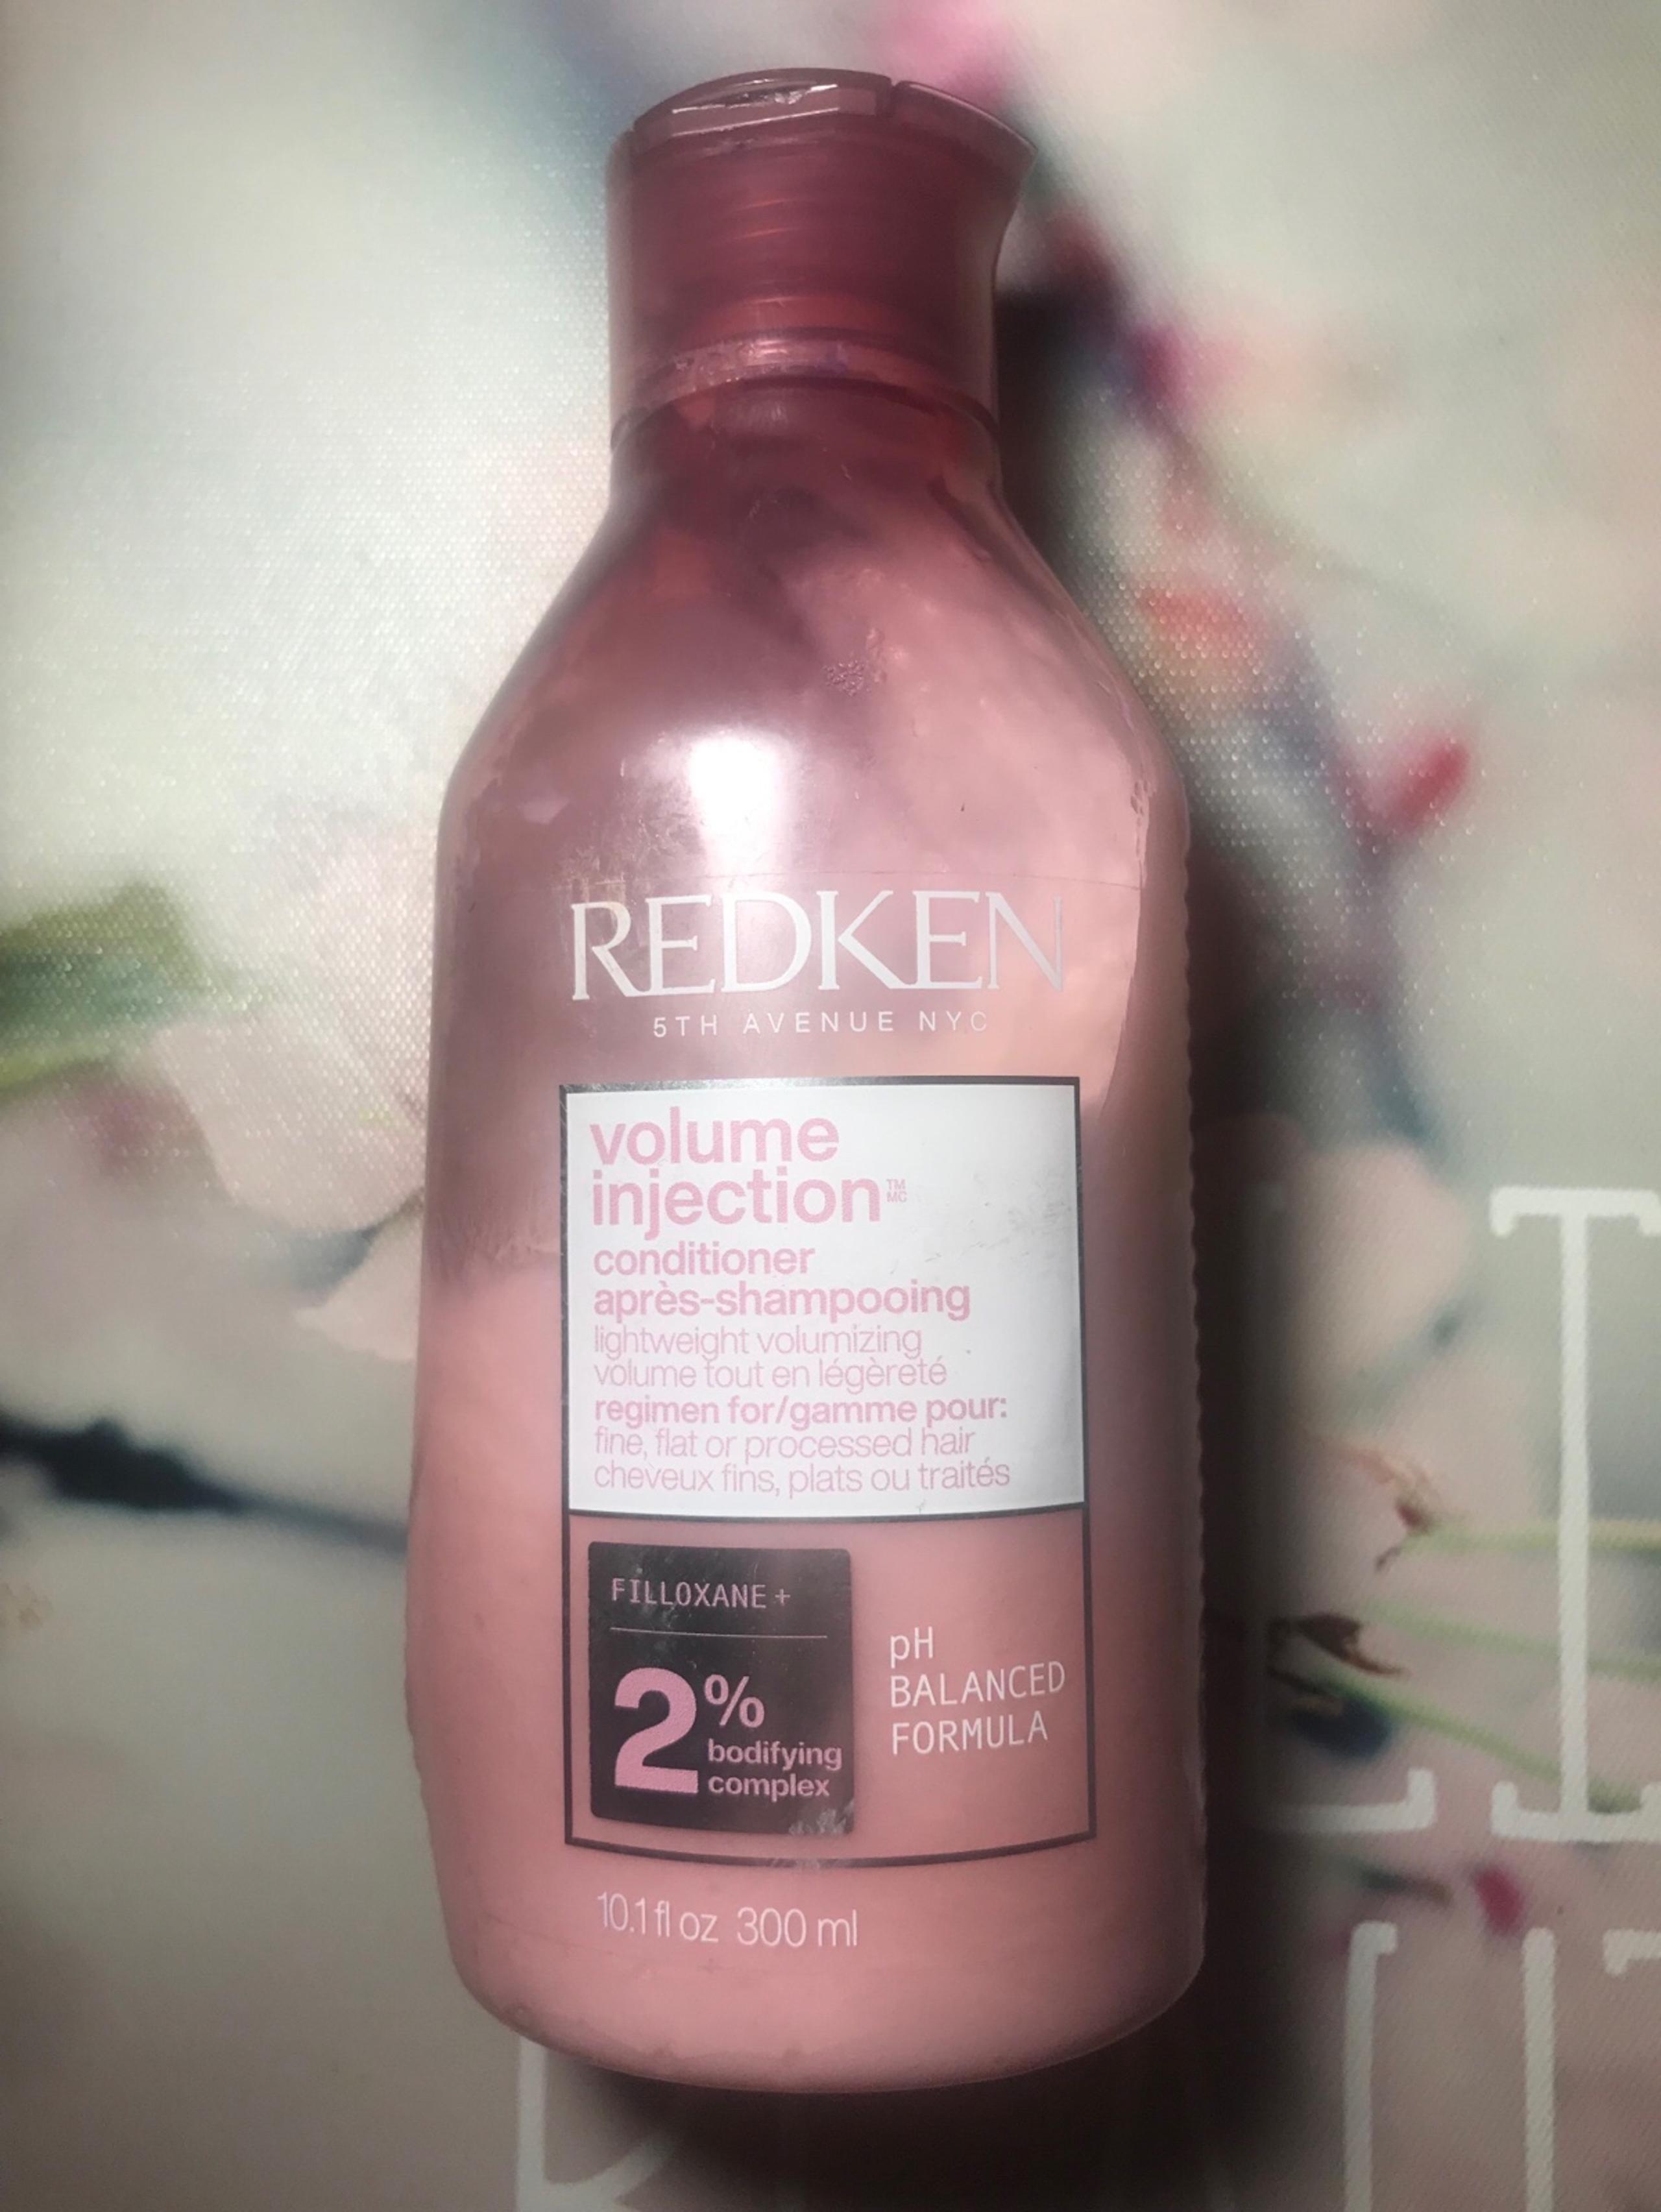 REDKEN
5TH AVENUE NYC
volume
injection™ MC
conditioner
après-shampooing
lightweight volumizing
volume tout en légèreté
regimen for/gamme pour:
fine, flat or processed hair
cheveux fins, plats ou traités
FILLOXANE +
2% bodifying
complex
pH
BALANCED
FORMULA
10.1 fl oz 300 ml